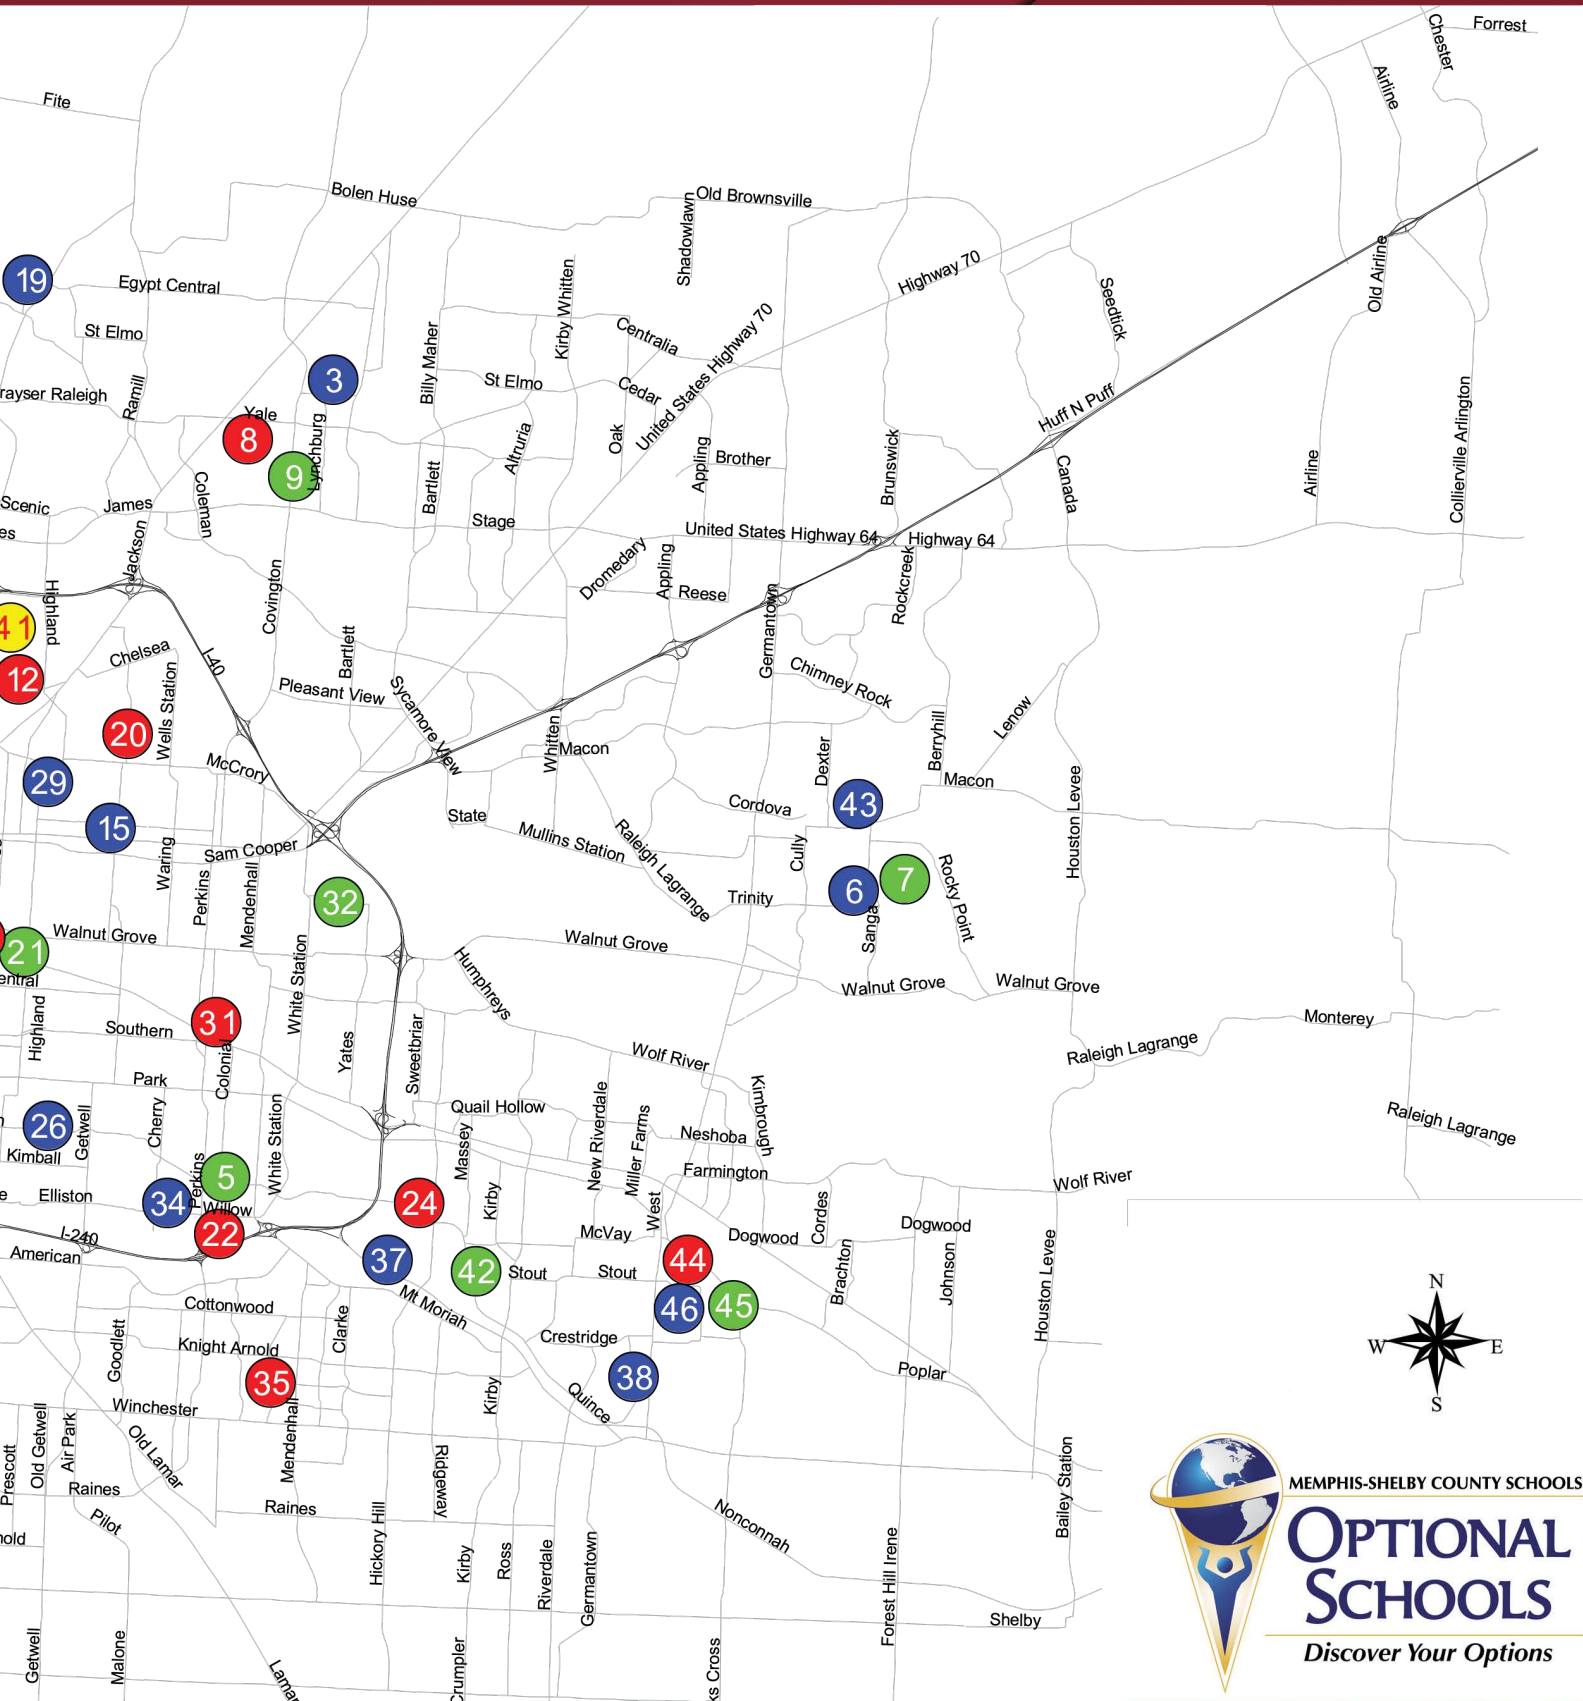 Forrest
Chester
Airline
Fite
Bolen Huse
Old Brownsville
Shadowlawn
Highway 70
Old Airline
19
Egypt Central
Kirby Whitten
Seedtick
St Elmo
Centralia
United States Highway 70
Billy Maher
3
St Elmo
Cedar
rayser Raleigh
Ramill
Yale
8
Lynchburg
Huff N Puff
Collierville Arlington
Oak
Altruria
Brother
Appling
Brunswick
9
Coleman
Bartlett
Canada
Airline
Scenic
James
Stage
es
United States Highway 64
Highway 64
Jackson
Dromedary
Appling
Reese
Rockcreek
Highland
Covington
Germantown
41
Chelsea
I-40
Bartlett
12
Pleasant View
Sycamore View
Chimney Rock
Wells Station
20
Lenow
Whitten
Macon
Berryhill
McCrory
Dexter
Macon
29
43
Cordova
Houston Levee
15
State
Mullins Station
Raleigh Lagrange
Sam Cooper
Cully
Waring
Perkins
Mendenhall
32
Trinity
6
7
Rocky Point
Sanga
Walnut Grove
21
Walnut Grove
entral
White Station
Humphreys
Walnut Grove
Walnut Grove
31
Highland
Southern
Monterey
Yates
Sweetbriar
Wolf River
Raleigh Lagrange
Colonial
Park
Quail Hollow
Kimbrough
26
Getwell
Cherry
White Station
Massey
New Riverdale
Miller Farms
Neshoba
Raleigh Lagrange
Kimball
Farmington
5
Perkins
Wolf River
Elliston
34
Willow
24
Kirby
West
Cordes
22
I-240
American
McVay
Dogwood
Dogwood
37
42
Stout
Stout
44
Brachton
Johnson
Houston Levee
Mt Moriah
46
45
Cottonwood
Clarke
Goodlett
Knight Arnold
Crestridge
N
W
E
S
35
38
Poplar
Winchester
Kirby
Quince
Old Getwell
Air Park
Prescott
Old Lamar
Mendenhall
Ridgeway
Bailey Station
Raines
Raines
Pilot
Hickory Hill
Nonconnah
nold
Kirby
Ross
Riverdale
Germantown
Forest Hill Irene
Shelby
Getwell
Malone
Lamar
Crumpler
ks Cross
MEMPHIS-SHELBY COUNTY SCHOOLS
OPTIONAL
SCHOOLS
Discover Your Options